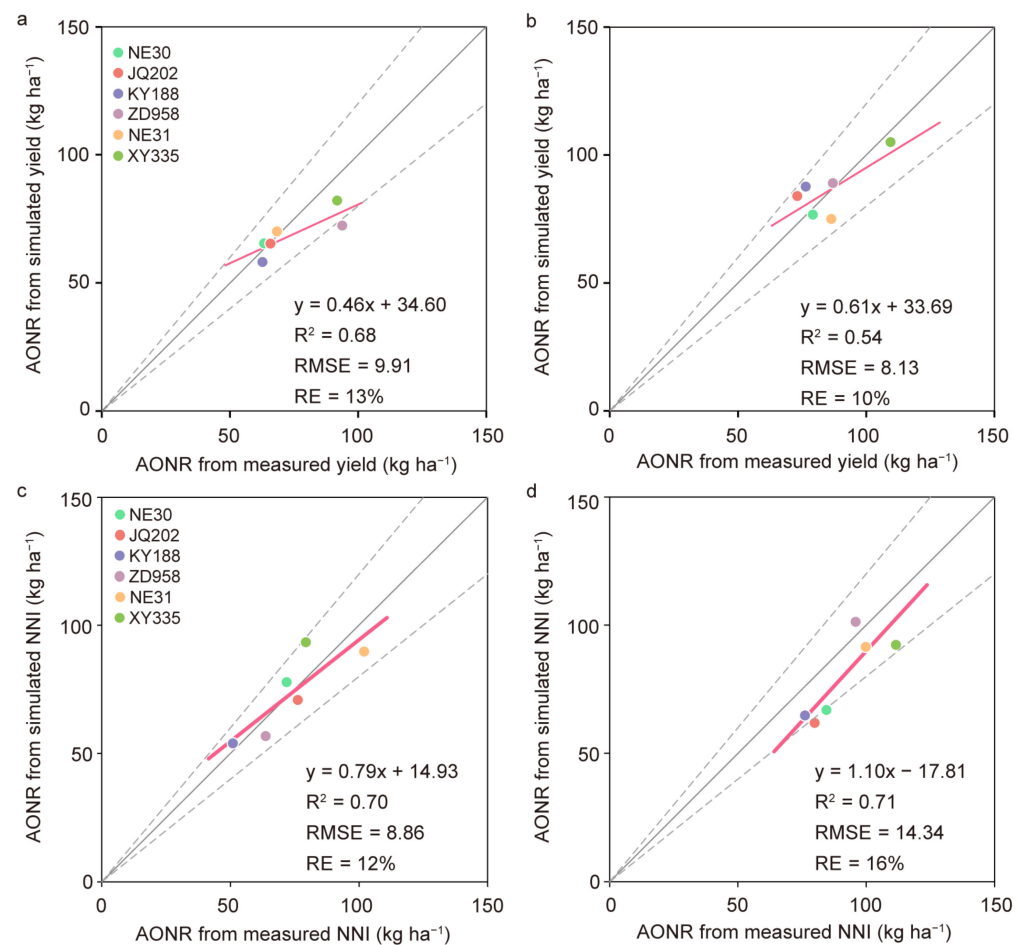 a
AONR from simulated yield (kg ha⁻¹)
150
100
50
0
NE30
JQ202
KY188
ZD958
NE31
XY335
y = 0.46x + 34.60
R² = 0.68
RMSE = 9.91
RE = 13%
0 50 100 150
AONR from measured yield (kg ha⁻¹)
b
AONR from simulated yield (kg ha⁻¹)
150
100
50
0
y = 0.61x + 33.69
R² = 0.54
RMSE = 8.13
RE = 10%
0 50 100 150
AONR from measured yield (kg ha⁻¹)
c
AONR from simulated NNI (kg ha⁻¹)
150
100
50
0
NE30
JQ202
KY188
ZD958
NE31
XY335
y = 0.79x + 14.93
R² = 0.70
RMSE = 8.86
RE = 12%
0 50 100 150
AONR from measured NNI (kg ha⁻¹)
d
AONR from simulated NNI (kg ha⁻¹)
150
100
50
0
y = 1.10x − 17.81
R² = 0.71
RMSE = 14.34
RE = 16%
0 50 100 150
AONR from measured NNI (kg ha⁻¹)